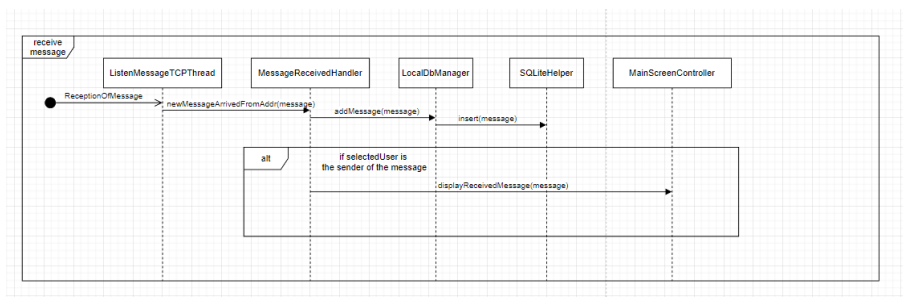 receive
message
ListenMessageTCPThread
MessageReceivedHandler
LocalDbManager
SQLiteHelper
MainScreenController
ReceptionOfMessage
newMessageArrivedFromAddr(message)
addMessage(message)
insert(message)
alt
if selectedUser is
the sender of the message
displayReceivedMessage(message)